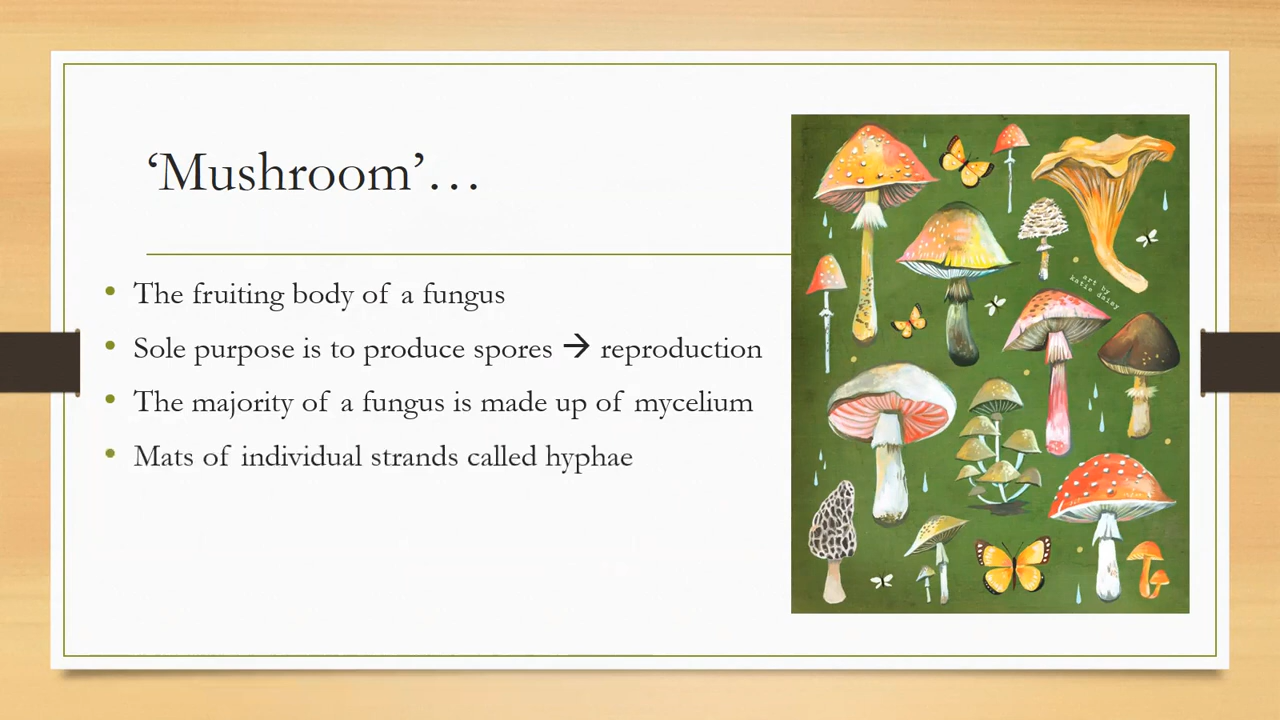 ‘Mushroom’…
• The fruiting body of a fungus
• Sole purpose is to produce spores → reproduction
• The majority of a fungus is made up of mycelium
• Mats of individual strands called hyphae
art by
katie daisy